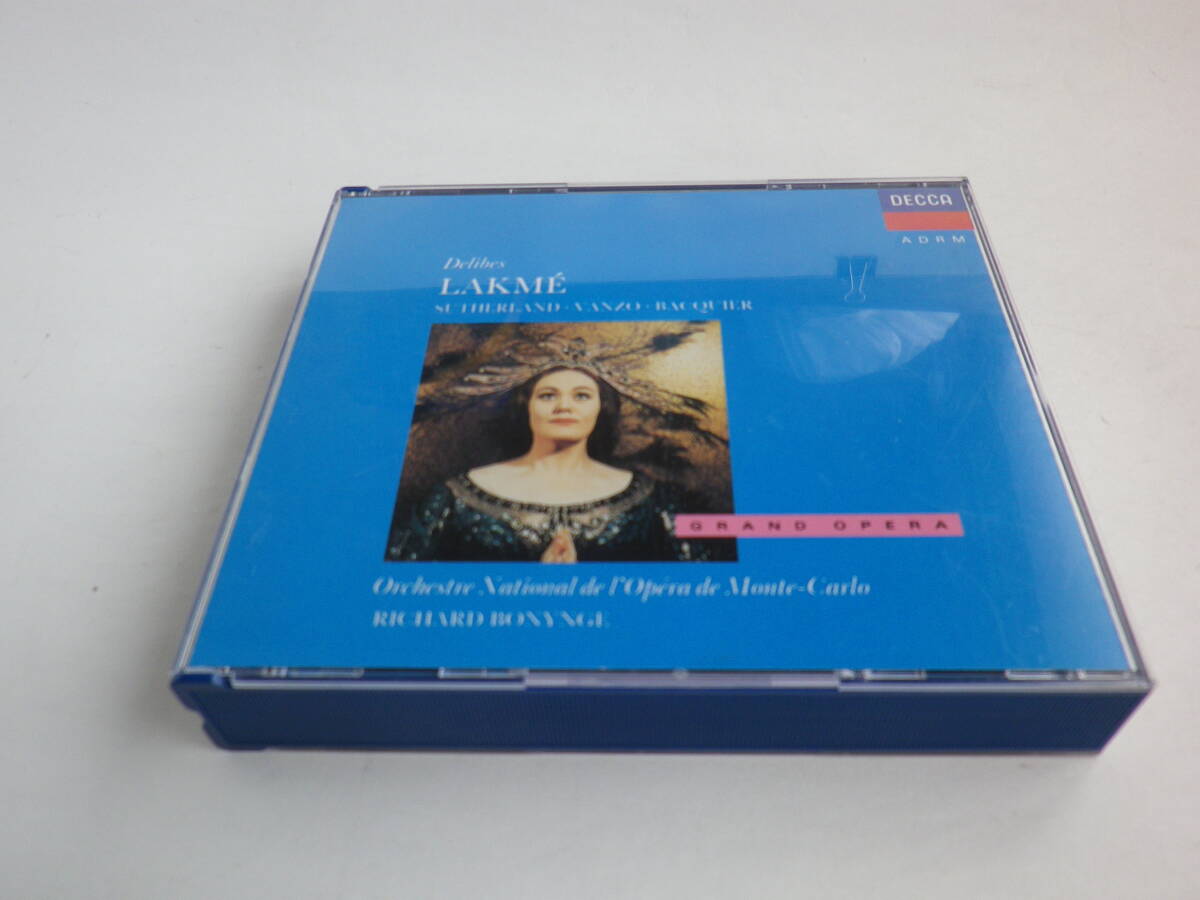 DECCA
ADRM
Delibes
LAKMÉ
SUTHERLAND · VANZO · BACQUIER
GRAND OPERA
Orchestre National de l'Opéra de Monte-Carlo
RICHARD BONYNGE